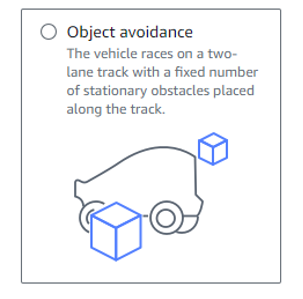 Object avoidance
The vehicle races on a two-
lane track with a fixed number
of stationary obstacles placed
along the track.